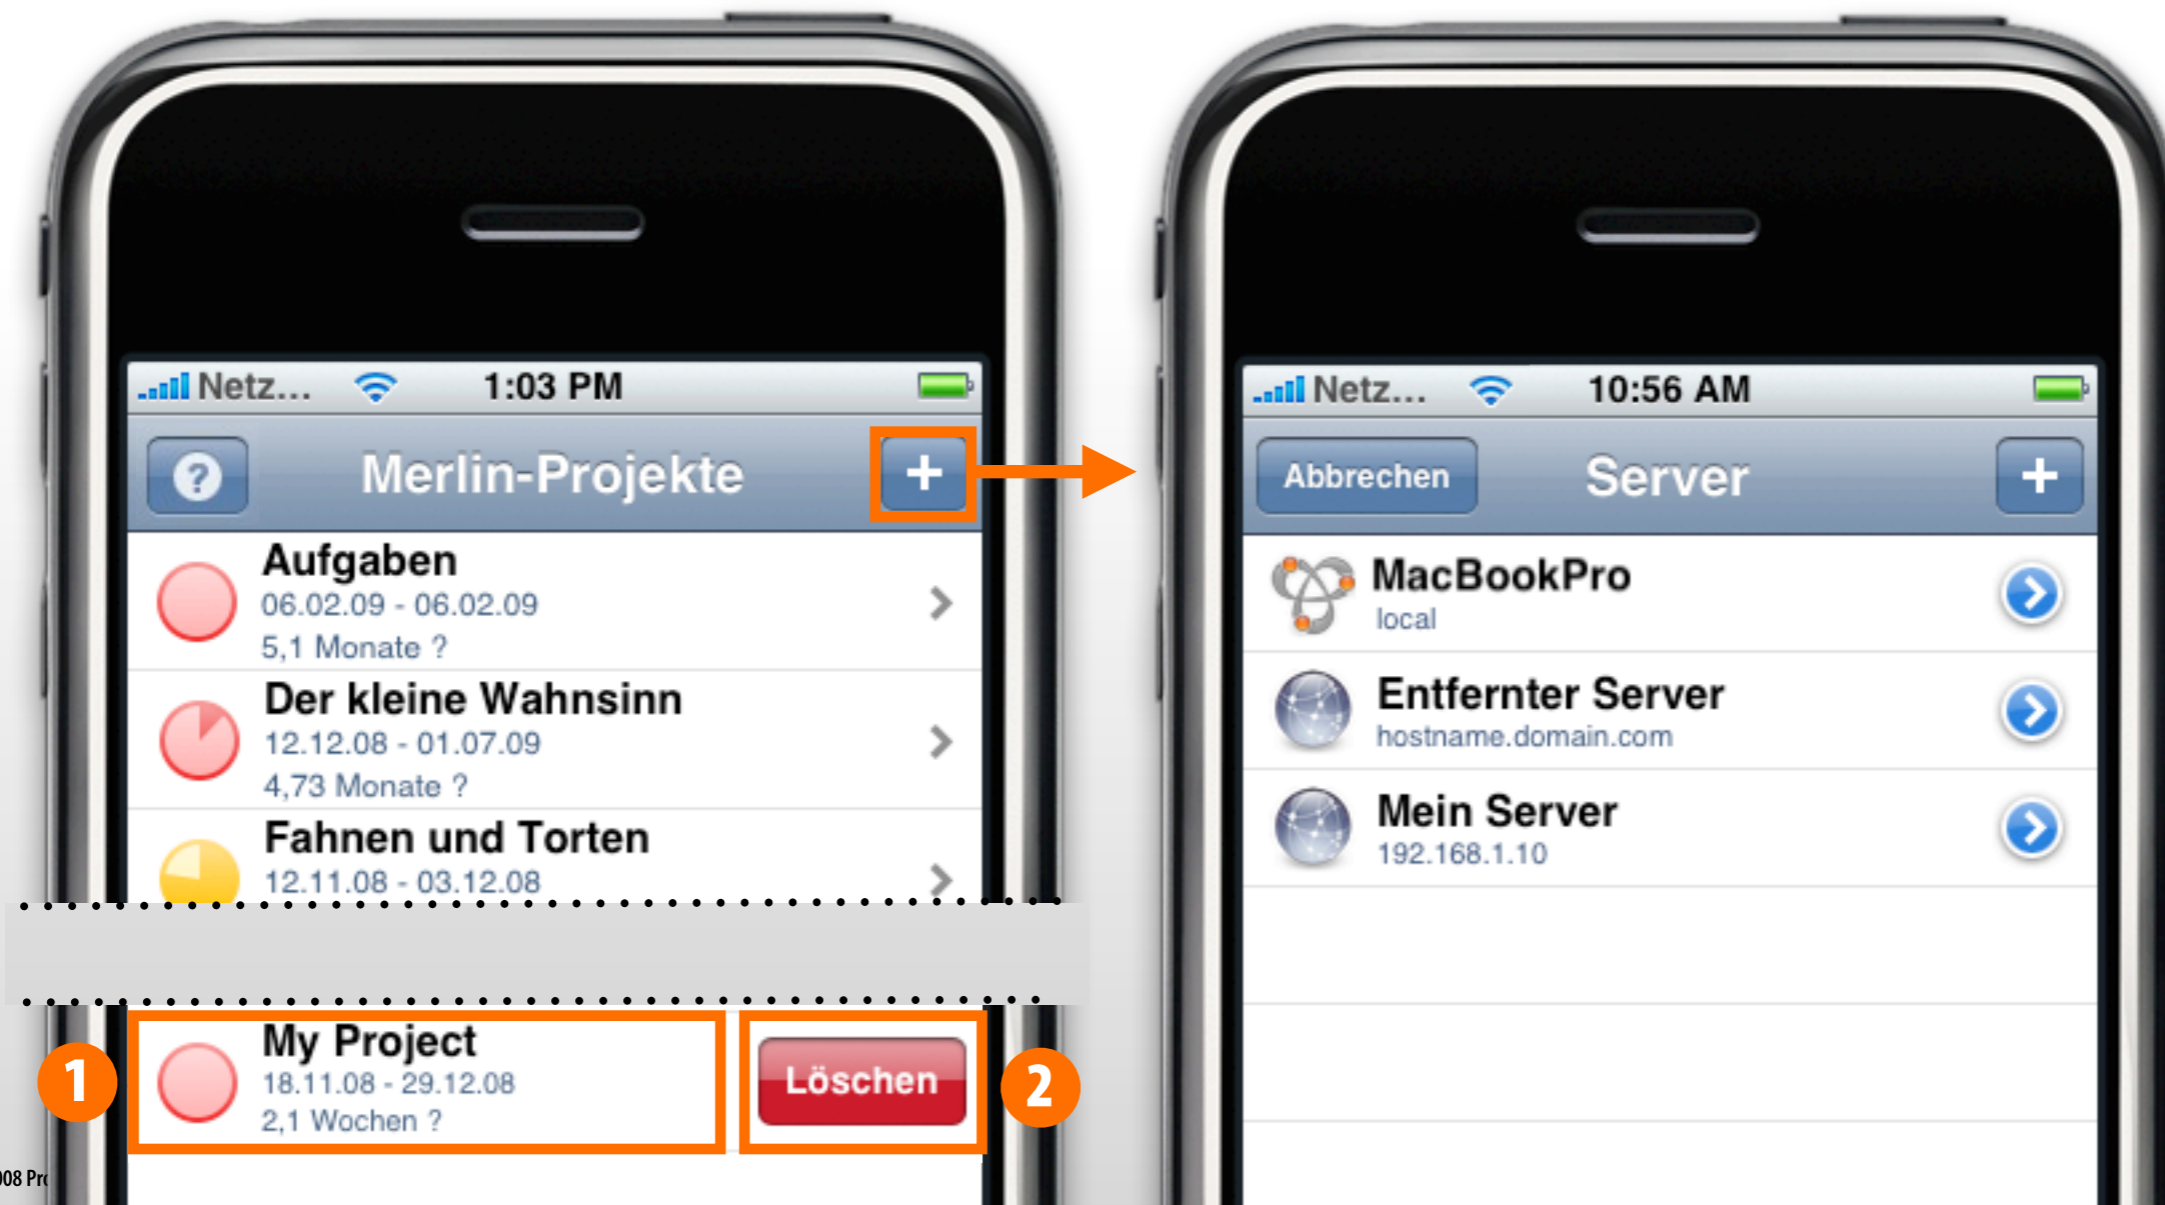 Netz... 1:03 PM
? Merlin-Projekte +
Aufgaben
06.02.09 - 06.02.09
5,1 Monate ?
Der kleine Wahnsinn
12.12.08 - 01.07.09
4,73 Monate ?
Fahnen und Torten
12.11.08 - 03.12.08
1
My Project
18.11.08 - 29.12.08
2,1 Wochen ?
Löschen
2
Netz... 10:56 AM
Abbrechen Server +
MacBookPro
local
Entfernter Server
hostname.domain.com
Mein Server
192.168.1.10